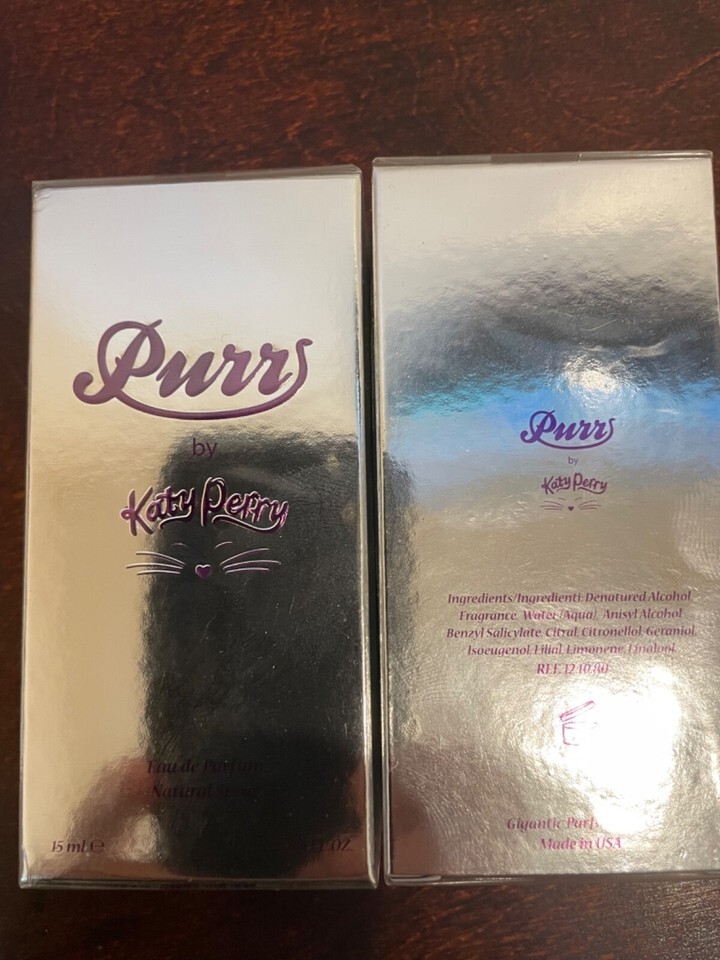 Purr
by
Katy Perry
Eau de Parfum
Natural
15 ml e
OZ.
Purr
by
Katy Perry
Ingredients/Ingredienti: Denatured Alcohol
Fragrance, Water (Aqua), Anisyl Alcohol
Benzyl Salicylate, Citral, Citronellol, Geraniol
Isoeugenol, Lilial, Limonene, Linalool
Gigantic
Made in USA